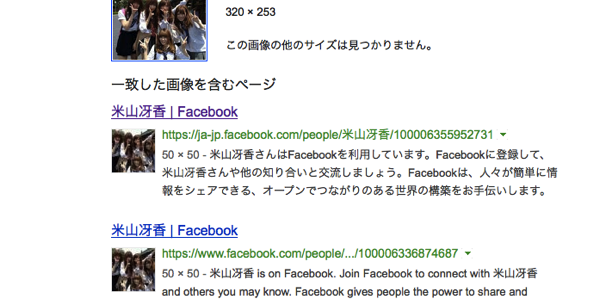 320 × 253
この画像の他のサイズは見つかりません。
一致した画像を含むページ
米山冴香 | Facebook
https://ja-jp.facebook.com/people/米山冴香/100006355952731
50 × 50 - 米山冴香さんはFacebookを利用しています。Facebookに登録して、
米山冴香さんや他の知り合いと交流しましょう。Facebookは、人々が簡単に情
報をシェアできる、オープンでつながりのある世界の構築をお手伝いします。
米山冴香 | Facebook
https://www.facebook.com/people/.../100006336874687
50 × 50 - 米山冴香 is on Facebook. Join Facebook to connect with 米山冴香
and others you may know. Facebook gives people the power to share and